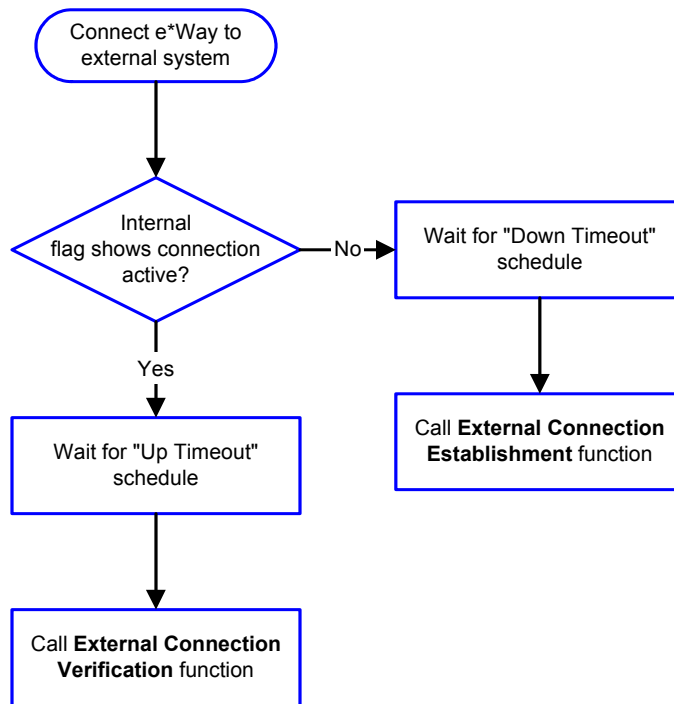 Connect e*Way to
external system
Internal
flag shows connection
active?
No
Wait for "Down Timeout"
schedule
Yes
Call External Connection
Establishment function
Wait for "Up Timeout"
schedule
Call External Connection
Verification function